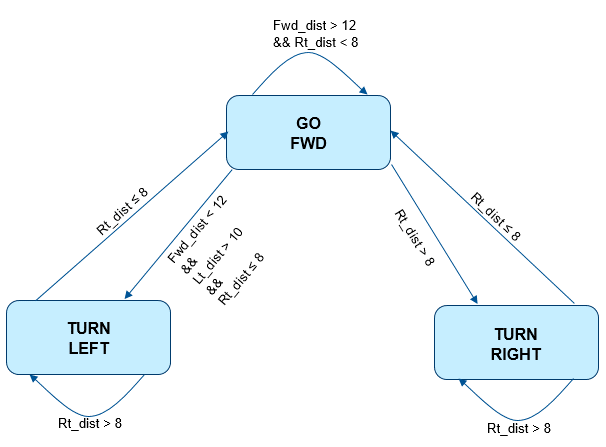 Fwd_dist > 12
&& Rt_dist < 8
GO
FWD
Rt_dist ≤ 8
Fwd_dist < 12
&&
Lt_dist > 10
&&
Rt_dist ≤ 8
Rt_dist > 8
Rt_dist ≤ 8
TURN
LEFT
TURN
RIGHT
Rt_dist > 8
Rt_dist > 8